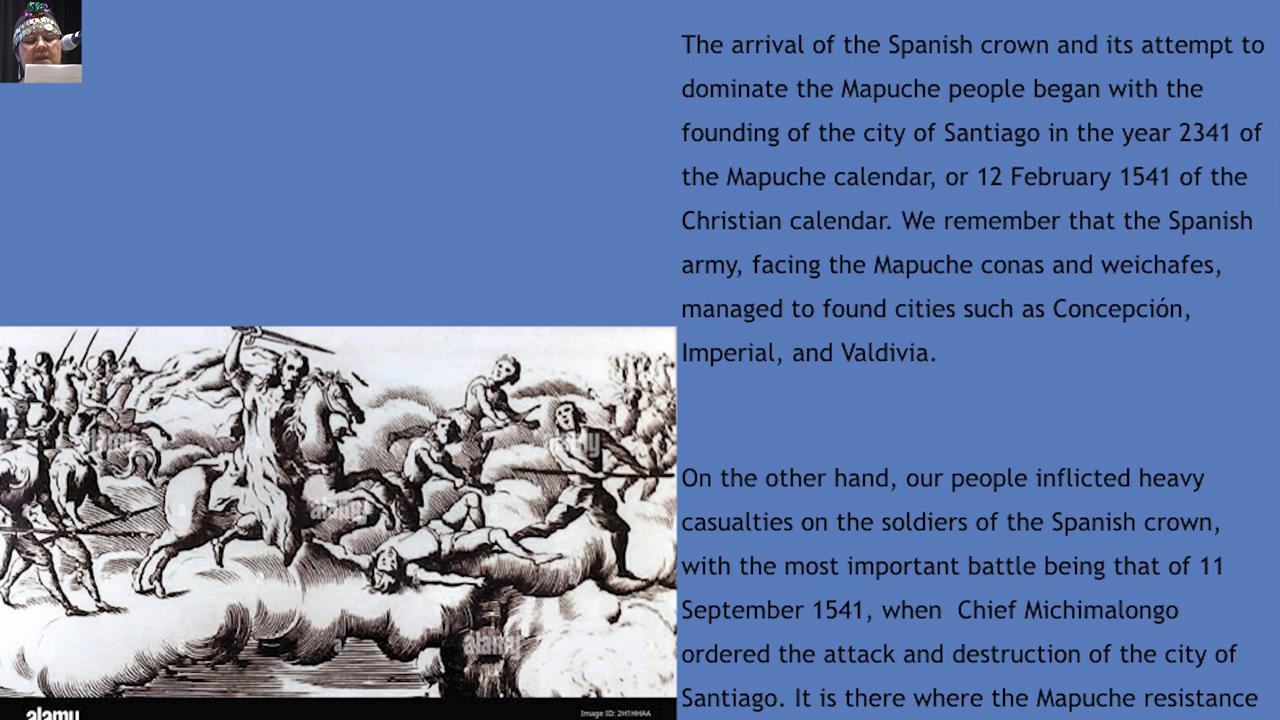 The arrival of the Spanish crown and its attempt to
dominate the Mapuche people began with the
founding of the city of Santiago in the year 2341 of
the Mapuche calendar, or 12 February 1541 of the
Christian calendar. We remember that the Spanish
army, facing the Mapuche conas and weichafes,
managed to found cities such as Concepción,
Imperial, and Valdivia.
On the other hand, our people inflicted heavy
casualties on the soldiers of the Spanish crown,
with the most important battle being that of 11
September 1541, when Chief Michimalongo
ordered the attack and destruction of the city of
Santiago. It is there where the Mapuche resistance
alamy
alamy
alamy
alamy
a
a
alamy
Image ID: 2H1HHAA